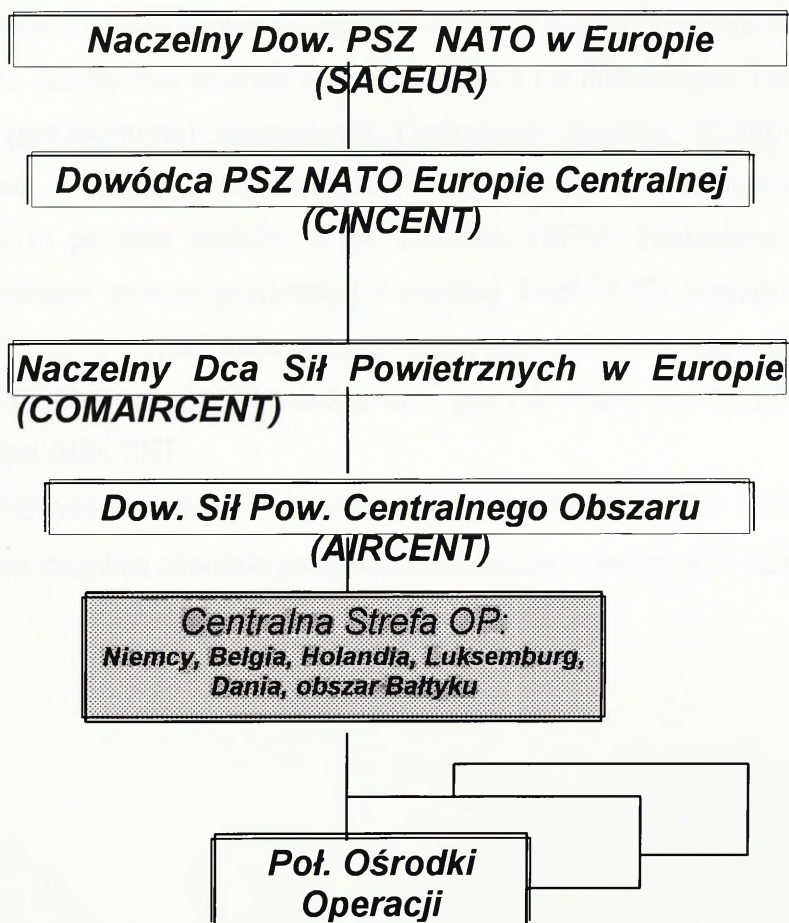 Naczelny Dow. PSZ NATO w Europie
(SACEUR)
Dowódca PSZ NATO Europie Centralnej
(CINCENT)
Naczelny Dca Sił Powietrznych w Europie
(COMAIRCENT)
Dow. Sił Pow. Centralnego Obszaru
(AIRCENT)
Centralna Strefa OP:
Niemcy, Belgia, Holandia, Luksemburg,
Dania, obszar Bałtyku
Poł. Ośrodki
Operacji